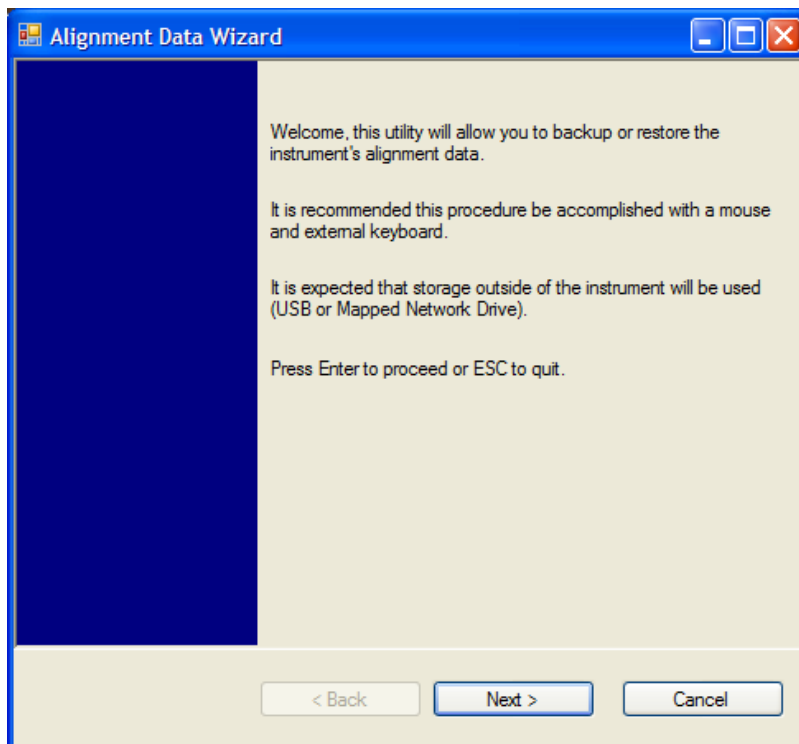 Alignment Data Wizard
Welcome, this utility will allow you to backup or restore the
instrument's alignment data.
It is recommended this procedure be accomplished with a mouse
and external keyboard.
It is expected that storage outside of the instrument will be used
(USB or Mapped Network Drive).
Press Enter to proceed or ESC to quit.
< Back
Next >
Cancel